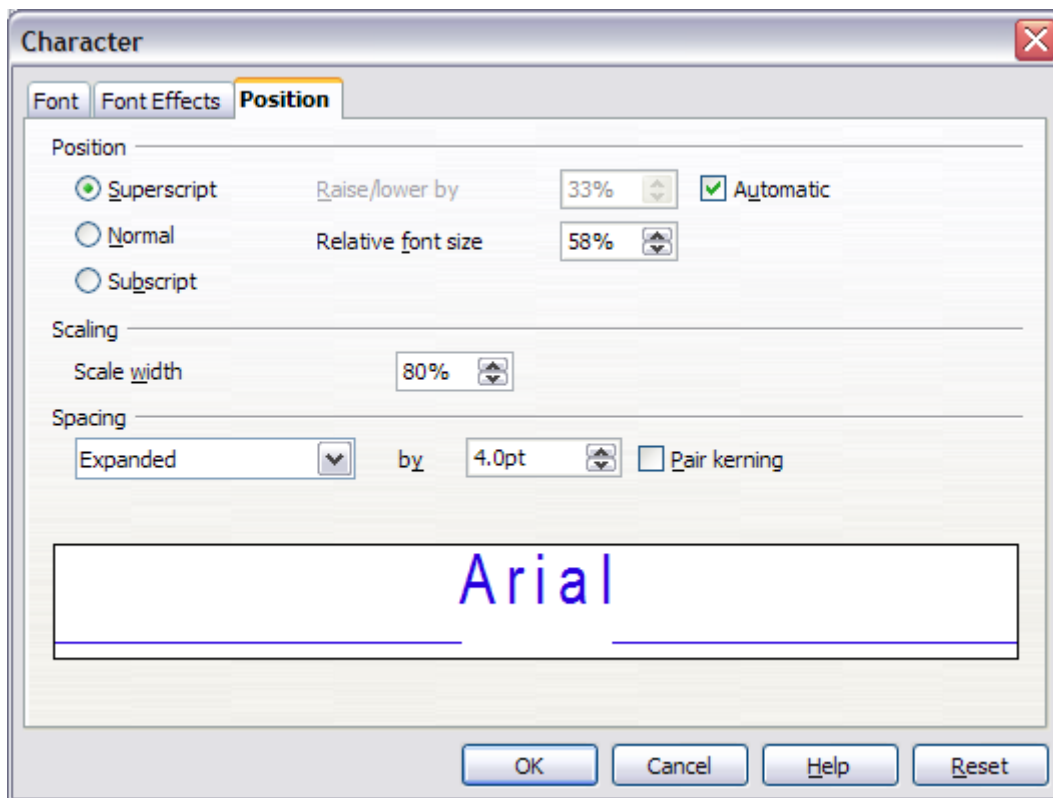 Character
Font Font Effects Position
Position
Superscript Raise/lower by 33% Automatic
Normal Relative font size 58%
Subscript
Scaling
Scale width 80%
Spacing
Expanded by 4.0pt Pair kerning
Arial
OK Cancel Help Reset